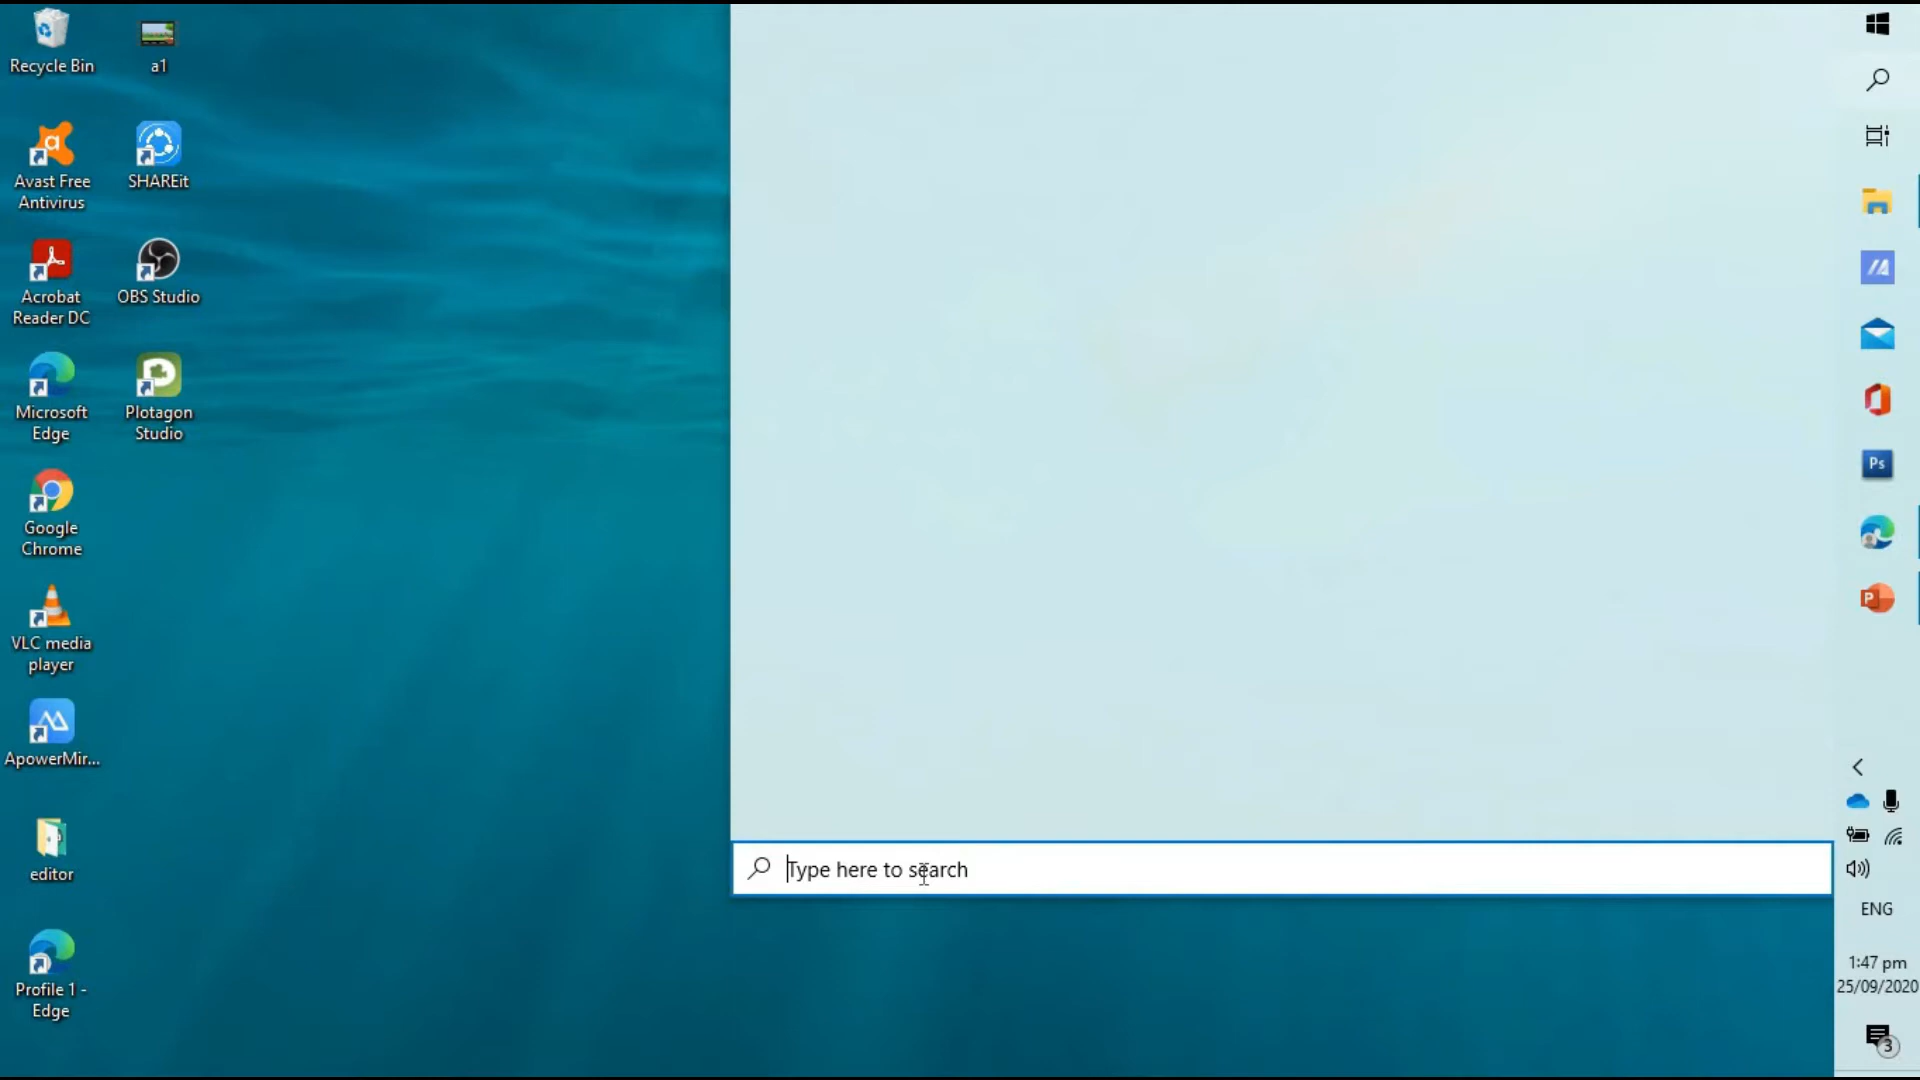 Recycle Bin
a1
Avast Free
Antivirus
SHAREit
Acrobat
Reader DC
OBS Studio
Microsoft
Edge
Plotagon
Studio
Google
Chrome
VLC media
player
ApowerMir...
editor
Profile 1 -
Edge
Type here to search
Ps
P
ENG
1:47 pm
25/09/2020
3